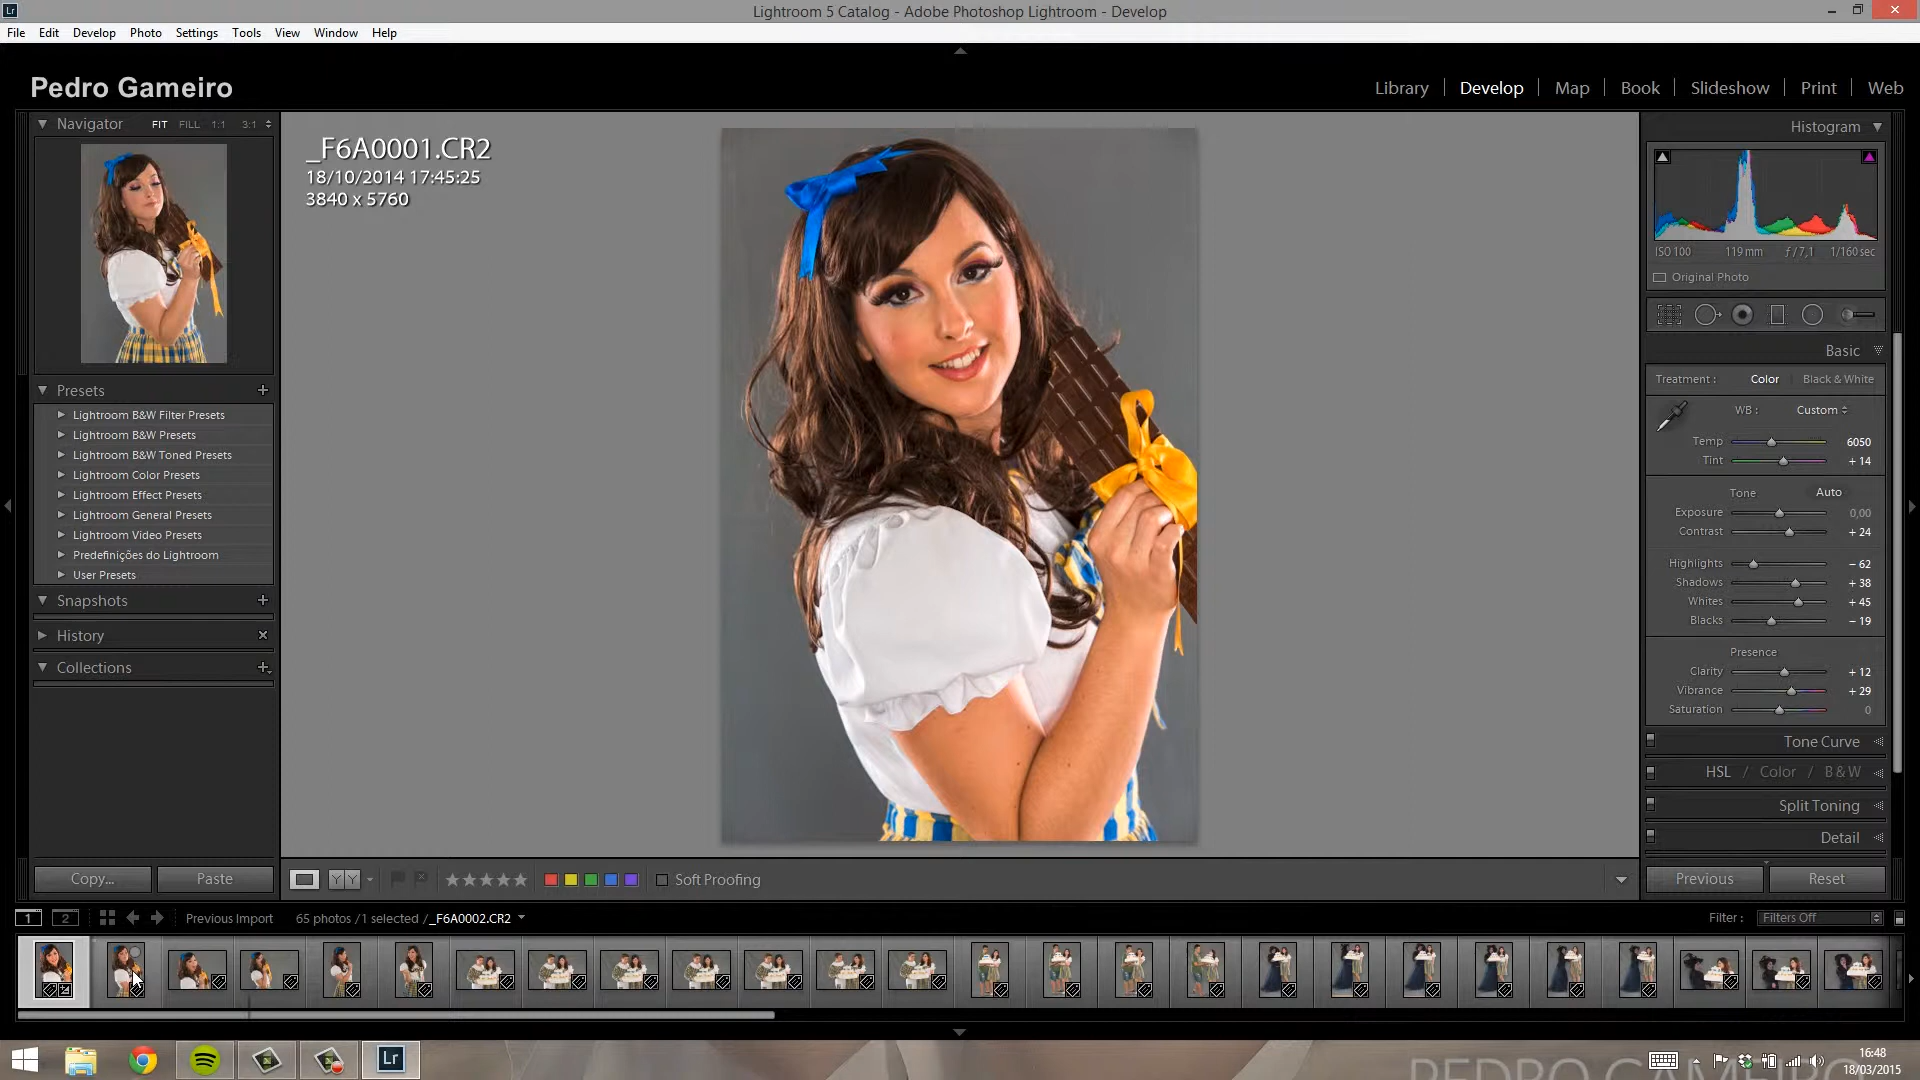 Lr
Lightroom 5 Catalog - Adobe Photoshop Lightroom - Develop
File Edit Develop Photo Settings Tools View Window Help
Pedro Gameiro
Library Develop Map Book Slideshow Print Web
Navigator FIT FILL 1:1 3:1
_F6A0001.CR2
18/10/2014 17:45:25
3840 x 5760
Presets
Lightroom B&W Filter Presets
Lightroom B&W Presets
Lightroom B&W Toned Presets
Lightroom Color Presets
Lightroom Effect Presets
Lightroom General Presets
Lightroom Video Presets
Predefinições do Lightroom
User Presets
Snapshots
History
Collections
Copy... Paste
Histogram
ISO 100 119 mm ƒ / 7,1 1/160 sec
Original Photo
Basic
Treatment : Color Black & White
WB : Custom
Temp 6050
Tint + 14
Tone Auto
Exposure 0,00
Contrast + 24
Highlights − 62
Shadows + 38
Whites + 45
Blacks − 19
Presence
Clarity + 12
Vibrance + 29
Saturation 0
Tone Curve
HSL / Color / B & W
Split Toning
Detail
Previous Reset
Y Y Soft Proofing
1 2 Previous Import 65 photos /1 selected /_F6A0002.CR2 Filter : Filters Off
Lr
PEDRO GAMEIRO
16:48
18/03/2015